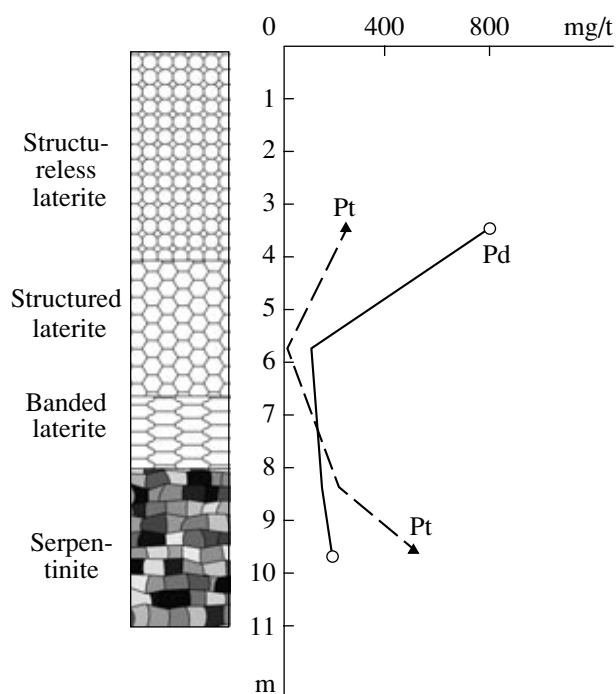 0 400 800 mg/t
1
2
3
4
5
6
7
8
9
10
11
m
Structu-
reless
laterite
Structured
laterite
Banded
laterite
Serpen-
tinite
Pt
Pd
Pt